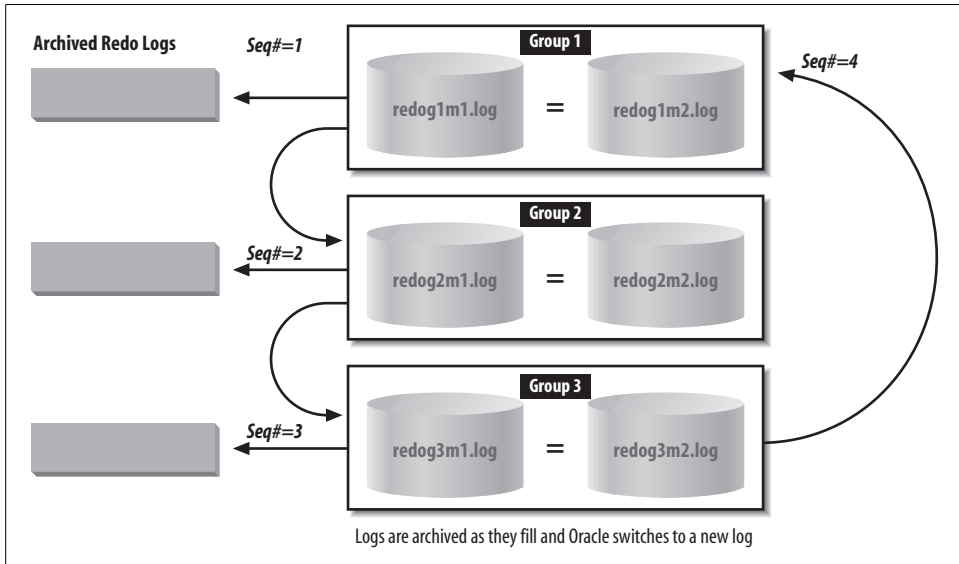 Archived Redo Logs
Seq#=1
Group 1
redog1m1.log
=
redog1m2.log
Seq#=4
Group 2
Seq#=2
redog2m1.log
=
redog2m2.log
Group 3
Seq#=3
redog3m1.log
=
redog3m2.log
Logs are archived as they fill and Oracle switches to a new log